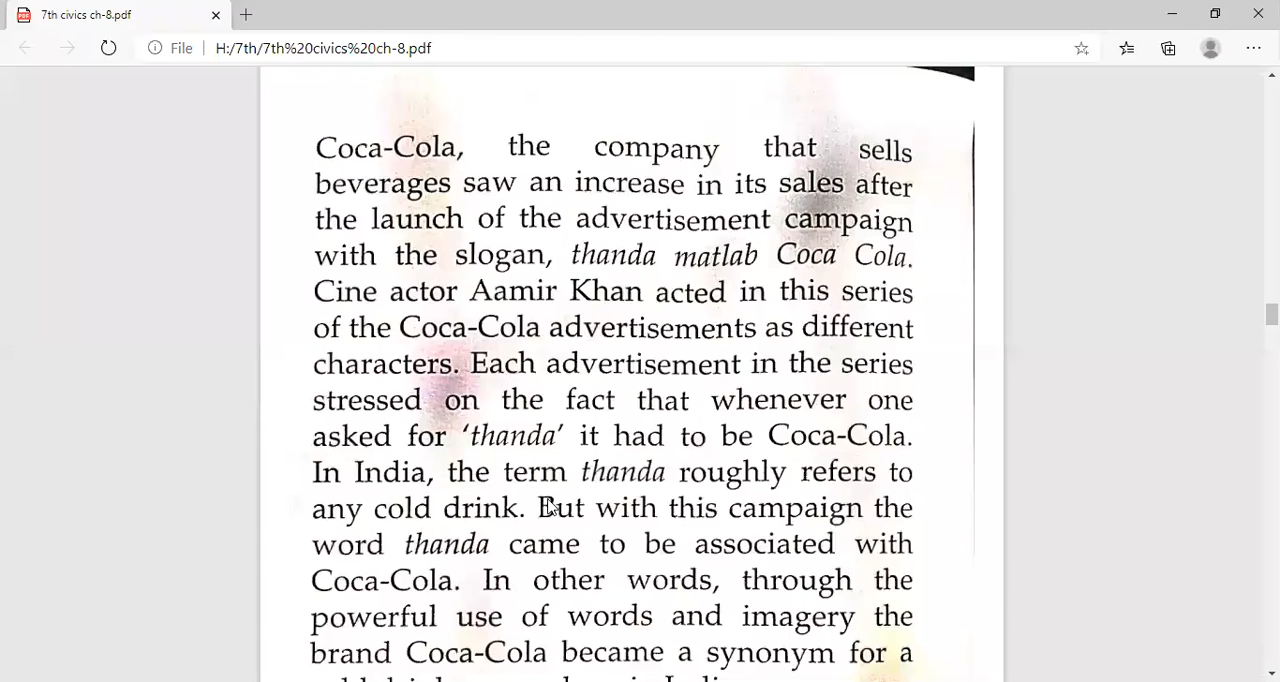 7th civics ch-8.pdf
File
H:/7th/7th%20civics%20ch-8.pdf
Coca-Cola, the company that sells
beverages saw an increase in its sales after
the launch of the advertisement campaign
with the slogan, thanda matlab Coca Cola.
Cine actor Aamir Khan acted in this series
of the Coca-Cola advertisements as different
characters. Each advertisement in the series
stressed on the fact that whenever one
asked for ‘thanda’ it had to be Coca-Cola.
In India, the term thanda roughly refers to
any cold drink. But with this campaign the
word thanda came to be associated with
Coca-Cola. In other words, through the
powerful use of words and imagery the
brand Coca-Cola became a synonym for a